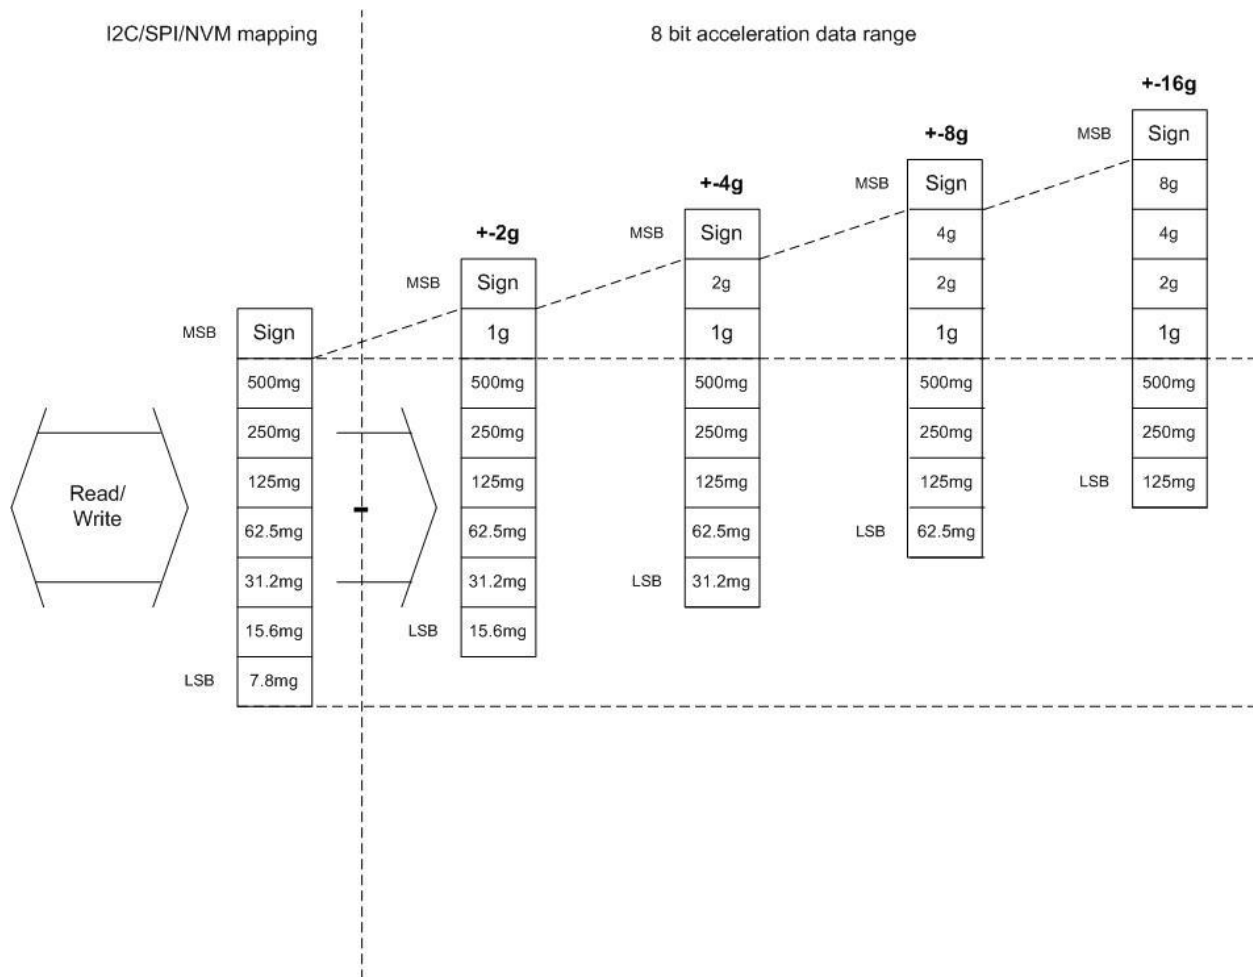 I2C/SPI/NVM mapping
8 bit acceleration data range
MSB
Sign
500mg
250mg
125mg
62.5mg
31.2mg
15.6mg
LSB
7.8mg
Read/
Write
-
+-2g
MSB
Sign
1g
500mg
250mg
125mg
62.5mg
31.2mg
LSB
15.6mg
+-4g
MSB
Sign
2g
1g
500mg
250mg
125mg
62.5mg
LSB
31.2mg
+-8g
MSB
Sign
4g
2g
1g
500mg
250mg
125mg
LSB
62.5mg
+-16g
MSB
Sign
8g
4g
2g
1g
500mg
250mg
LSB
125mg